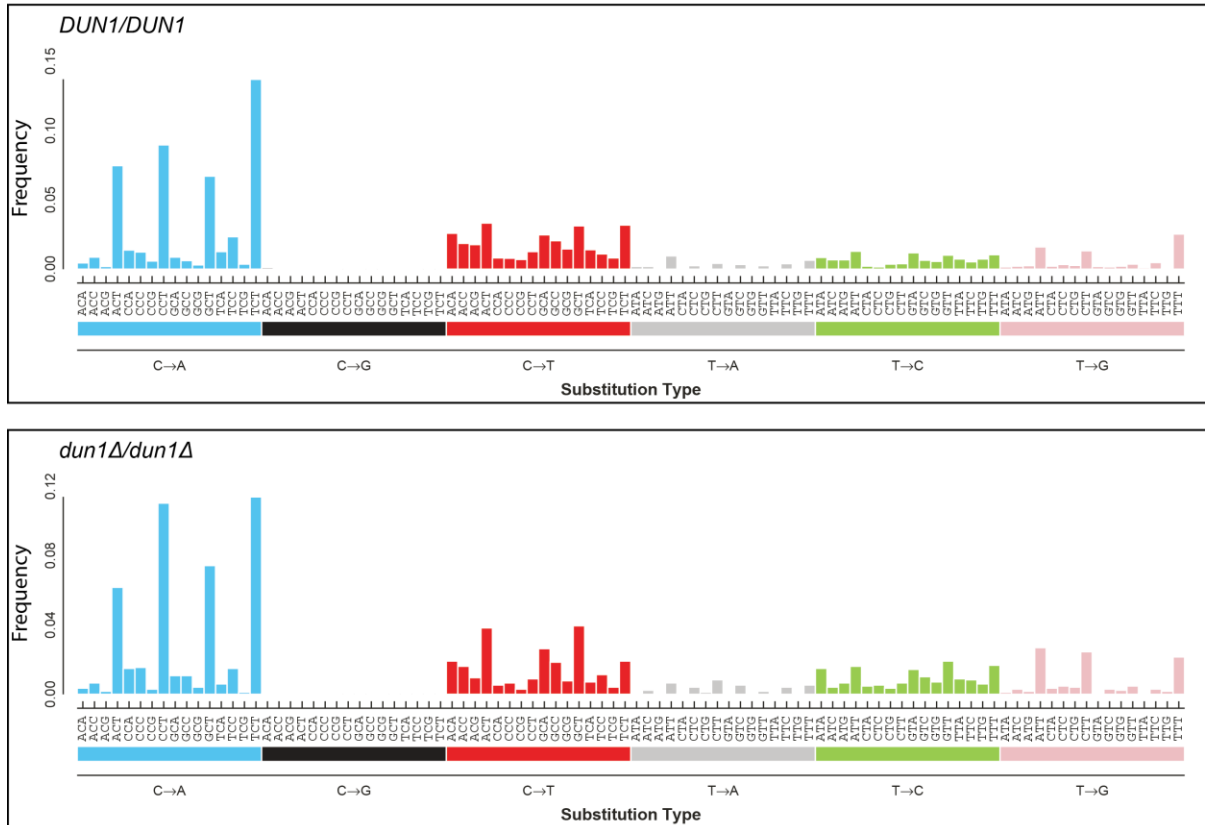 DUN1/DUN1
Frequency
0.15
0.10
0.05
0.00
ACA ACC ACG ACT CCA CCC CCG CCT GCA GCC GCG GCT TCA TCC TCG TCT ACA ACC ACG ACT CCA CCC CCG CCT GCA GCC GCG GCT TCA TCC TCG TCT ACA ACC ACG ACT CCA CCC CCG CCT GCA GCC GCG GCT TCA TCC TCG TCT ATA ATC ATG ATT CTA CTC CTG CTT GTA GTC GTG GTT TTA TTC TTG TTT ATA ATC ATG ATT CTA CTC CTG CTT GTA GTC GTG GTT TTA TTC TTG TTT ATA ATC ATG ATT CTA CTC CTG CTT GTA GTC GTG GTT TTA TTC TTG TTT
C→A C→G C→T T→A T→C T→G
Substitution Type
dun1Δ/dun1Δ
Frequency
0.12
0.08
0.04
0.00
ACA ACC ACG ACT CCA CCC CCG CCT GCA GCC GCG GCT TCA TCC TCG TCT ACA ACC ACG ACT CCA CCC CCG CCT GCA GCC GCG GCT TCA TCC TCG TCT ACA ACC ACG ACT CCA CCC CCG CCT GCA GCC GCG GCT TCA TCC TCG TCT ATA ATC ATG ATT CTA CTC CTG CTT GTA GTC GTG GTT TTA TTC TTG TTT ATA ATC ATG ATT CTA CTC CTG CTT GTA GTC GTG GTT TTA TTC TTG TTT ATA ATC ATG ATT CTA CTC CTG CTT GTA GTC GTG GTT TTA TTC TTG TTT
C→A C→G C→T T→A T→C T→G
Substitution Type